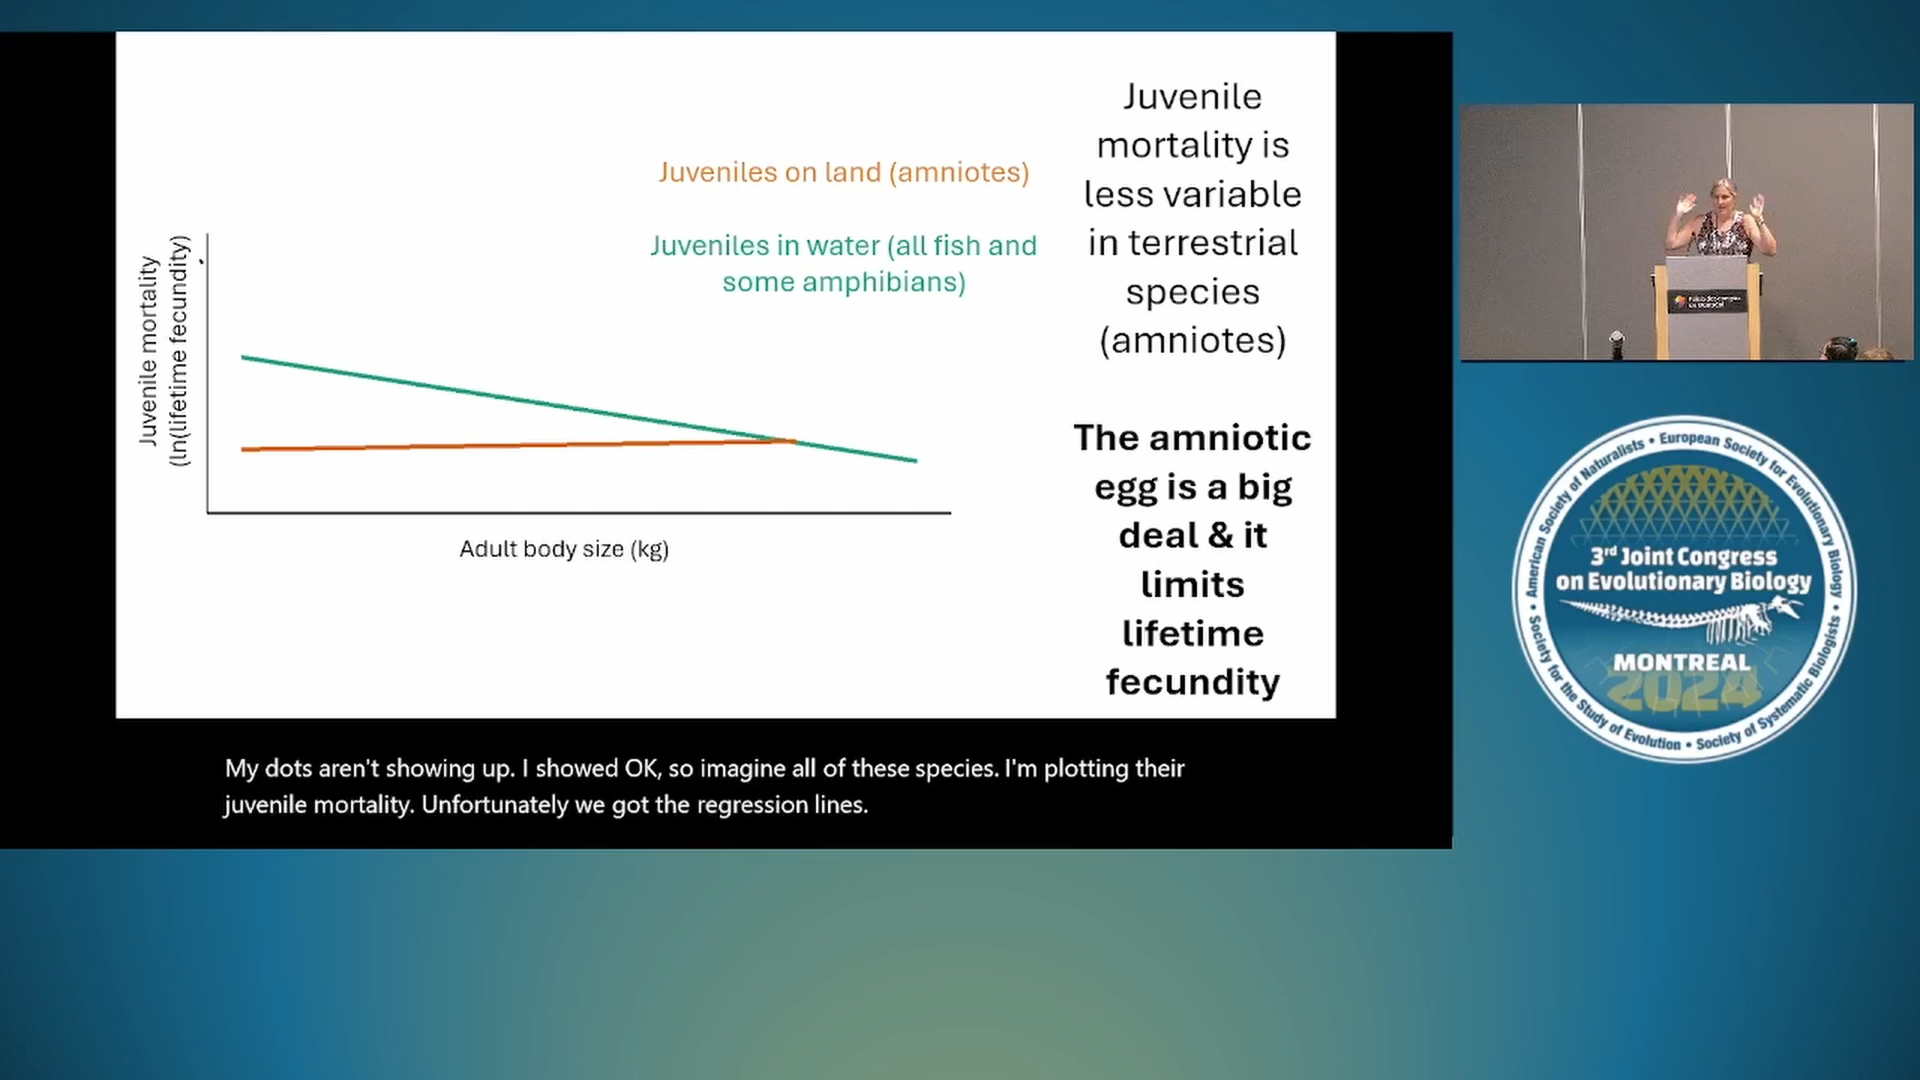 Juvenile
mortality is
less variable
in terrestrial
species
(amniotes)
The amniotic
egg is a big
deal & it
limits
lifetime
fecundity
Juveniles on land (amniotes)
Juveniles in water (all fish and
some amphibians)
Juvenile mortality
(ln(lifetime fecundity)
Adult body size (kg)
My dots aren't showing up. I showed OK, so imagine all of these species. I'm plotting their
juvenile mortality. Unfortunately we got the regression lines.
American Society of Naturalists • European Society for Evolutionary Biology •
Society for the Study of Evolution • Society of Systematic Biologists •
3rd Joint Congress
on Evolutionary Biology
MONTREAL
2024